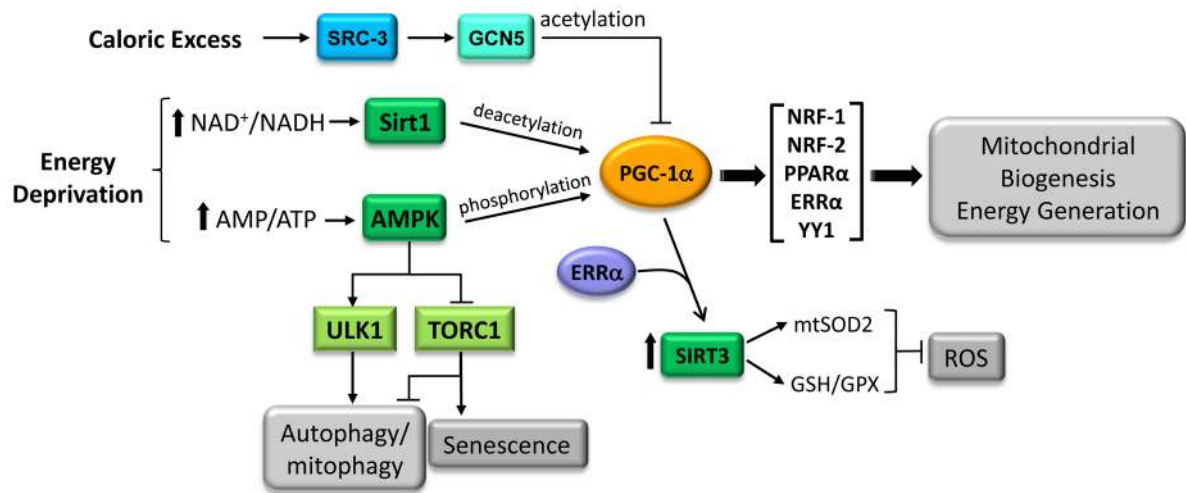 Caloric Excess
SRC-3
GCN5
acetylation
Energy
Deprivation
NAD⁺/NADH
Sirt1
deacetylation
AMP/ATP
AMPK
phosphorylation
PGC-1α
NRF-1
NRF-2
PPARα
ERRα
YY1
Mitochondrial
Biogenesis
Energy Generation
ERRα
ULK1
TORC1
SIRT3
mtSOD2
GSH/GPX
ROS
Autophagy/
mitophagy
Senescence